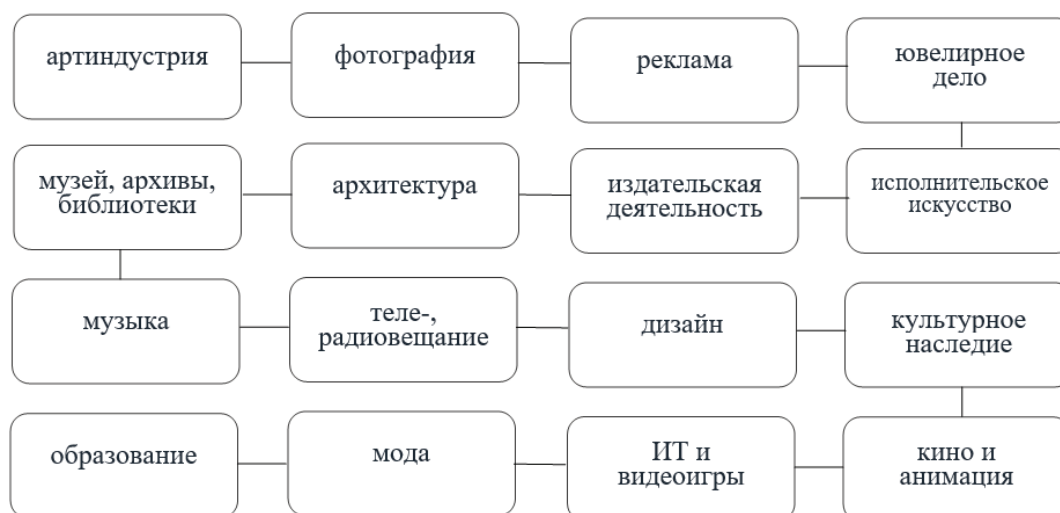 артиндустрия
фотография
реклама
ювелирное
дело
музей, архивы,
библиотеки
архитектура
издательская
деятельность
исполнительское
искусство
музыка
теле-,
радиовещание
дизайн
культурное
наследие
образование
мода
ИТ и
видеоигры
кино и
анимация